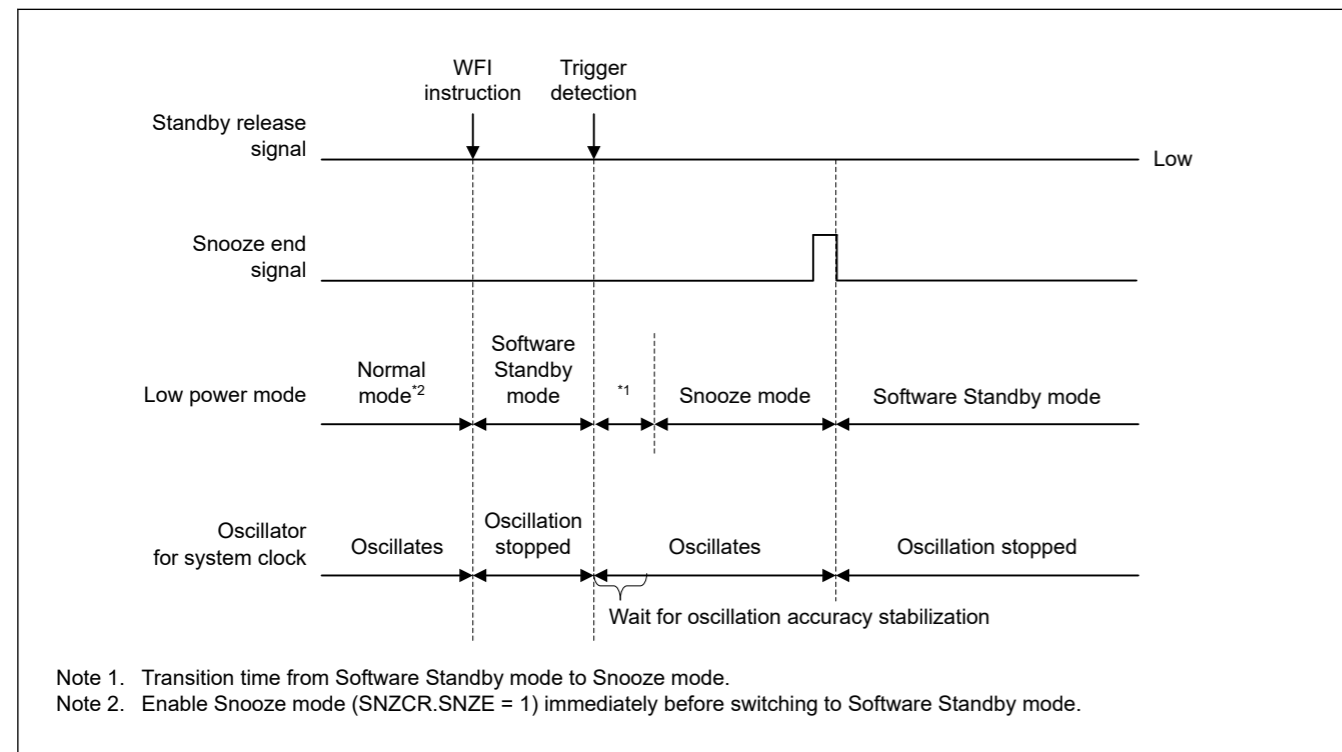 WFI
instruction
Trigger
detection
Standby release
signal
Low
Snooze end
signal
Low power mode
Normal
mode*2
Software
Standby
mode
*1
Snooze mode
Software Standby mode
Oscillator
for system clock
Oscillates
Oscillation
stopped
Oscillates
Oscillation stopped
Wait for oscillation accuracy stabilization
Note 1. Transition time from Software Standby mode to Snooze mode.
Note 2. Enable Snooze mode (SNZCR.SNZE = 1) immediately before switching to Software Standby mode.